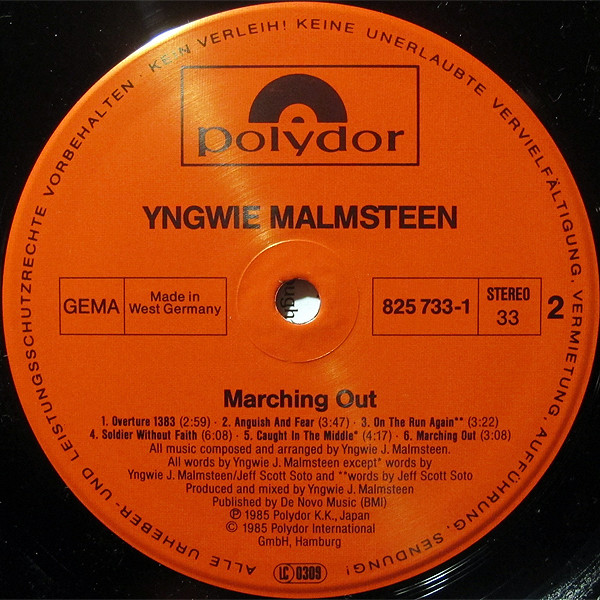 ALLE URHEBER- UND LEISTUNGSSCHUTZRECHTE VORBEHALTEN · KEIN VERLEIH! KEINE UNERLAUBTE VERVIELFÄLTIGUNG, VERMIETUNG, AUFFÜHRUNG, SENDUNG!
polydor
YNGWIE MALMSTEEN
GEMA
Made in
West Germany
825 733-1
STEREO
33
2
Marching Out
1. Overture 1383 (2:59) · 2. Anguish And Fear (3:47) · 3. On The Run Again** (3:22)
4. Soldier Without Faith (6:08) · 5. Caught In The Middle* (4:17) · 6. Marching Out (3:08)
All music composed and arranged by Yngwie J. Malmsteen.
All words by Yngwie J. Malmsteen except* words by
Yngwie J. Malmsteen/Jeff Scott Soto and **words by Jeff Scott Soto
Produced and mixed by Yngwie J. Malmsteen
Published by De Novo Music (BMI)
℗ 1985 Polydor K.K., Japan
© 1985 Polydor International
GmbH, Hamburg
LC 0309